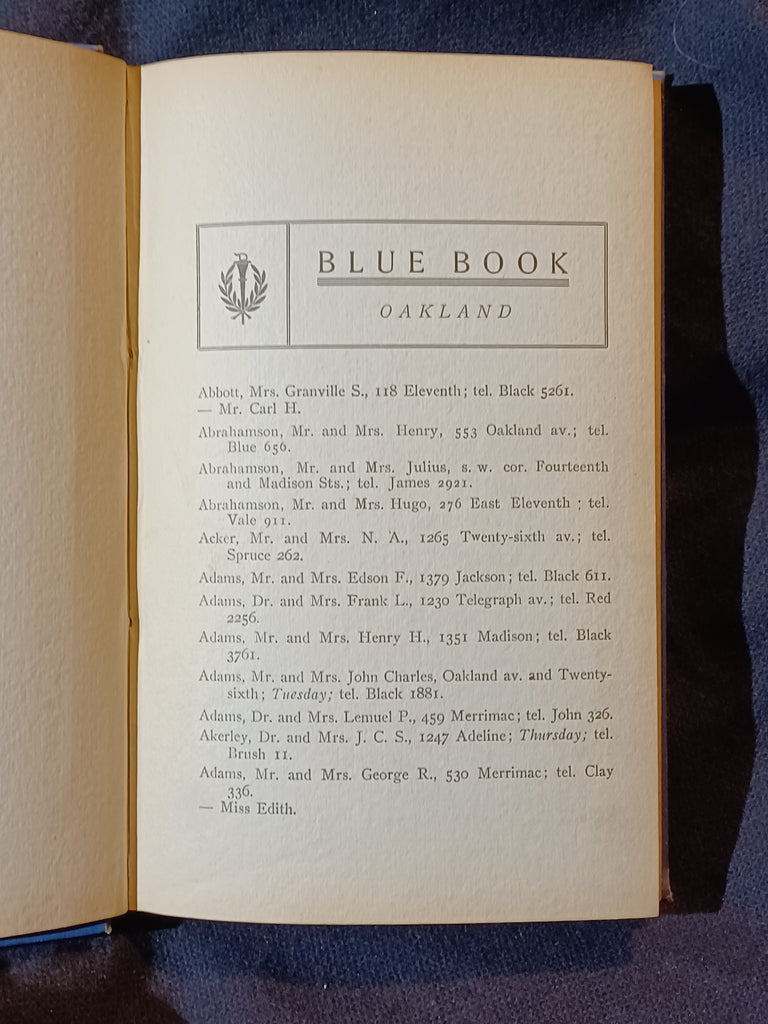 BLUE BOOK
OAKLAND
Abbott, Mrs. Granville S., 118 Eleventh; tel. Black 5261.
— Mr. Carl H.
Abrahamson, Mr. and Mrs. Henry, 553 Oakland av.; tel.
Blue 656.
Abrahamson, Mr. and Mrs. Julius, s. w. cor. Fourteenth
and Madison Sts.; tel. James 2921.
Abrahamson, Mr. and Mrs. Hugo, 276 East Eleventh ; tel.
Vale 911.
Acker, Mr. and Mrs. N. A., 1265 Twenty-sixth av.; tel.
Spruce 262.
Adams, Mr. and Mrs. Edson F., 1379 Jackson; tel. Black 611.
Adams, Dr. and Mrs. Frank L., 1230 Telegraph av.; tel. Red
2256.
Adams, Mr. and Mrs. Henry H., 1351 Madison; tel. Black
3761.
Adams, Mr. and Mrs. John Charles, Oakland av. and Twenty-
sixth; Tuesday; tel. Black 1881.
Adams, Dr. and Mrs. Lemuel P., 459 Merrimac; tel. John 326.
Akerley, Dr. and Mrs. J. C. S., 1247 Adeline; Thursday; tel.
Brush 11.
Adams, Mr. and Mrs. George R., 530 Merrimac; tel. Clay
336.
— Miss Edith.